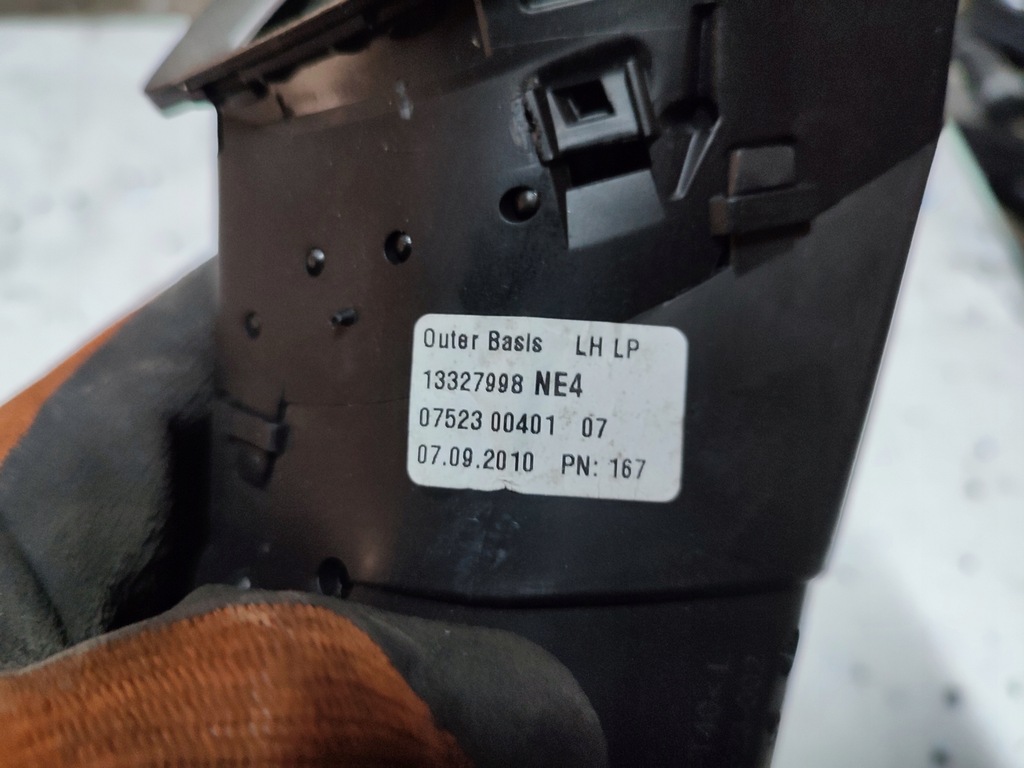 Outer Basis LH LP
13327998 NE4
07523 00401 07
07.09.2010 PN: 167